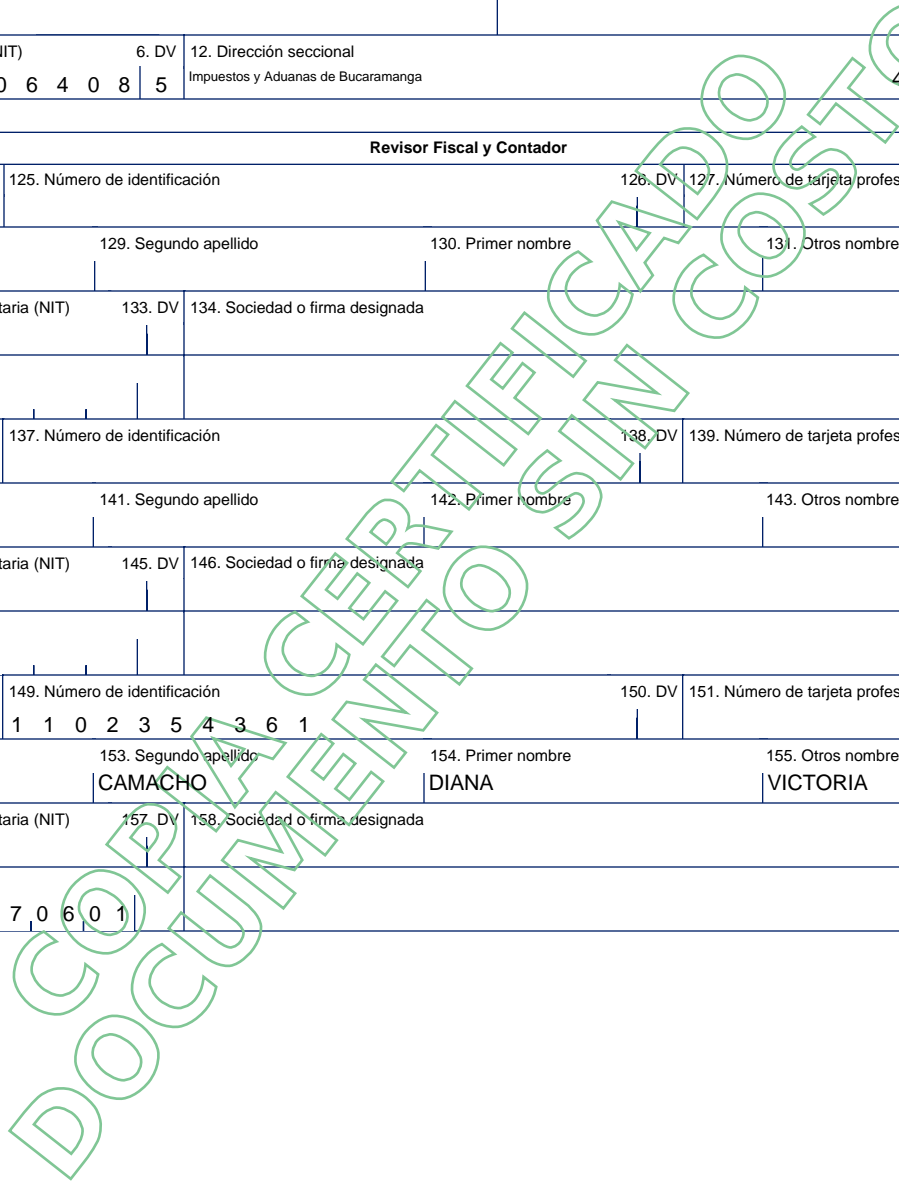 NIT) 6. DV 12. Dirección seccional
0 6 4 0 8 5 Impuestos y Aduanas de Bucaramanga 4
Revisor Fiscal y Contador
125. Número de identificación 126. DV 127. Número de tarjeta profes
129. Segundo apellido 130. Primer nombre 131. Otros nombre
taria (NIT) 133. DV 134. Sociedad o firma designada
137. Número de identificación 138. DV 139. Número de tarjeta profes
141. Segundo apellido 142. Primer nombre 143. Otros nombre
taria (NIT) 145. DV 146. Sociedad o firma designada
149. Número de identificación 150. DV 151. Número de tarjeta profes
1 1 0 2 3 5 4 3 6 1
153. Segundo apellido 154. Primer nombre 155. Otros nombre
CAMACHO DIANA VICTORIA
taria (NIT) 157. DV 158. Sociedad o firma designada
7 0 6 0 1
COPIA CERTIFICADO
DOCUMENTO SIN COSTO